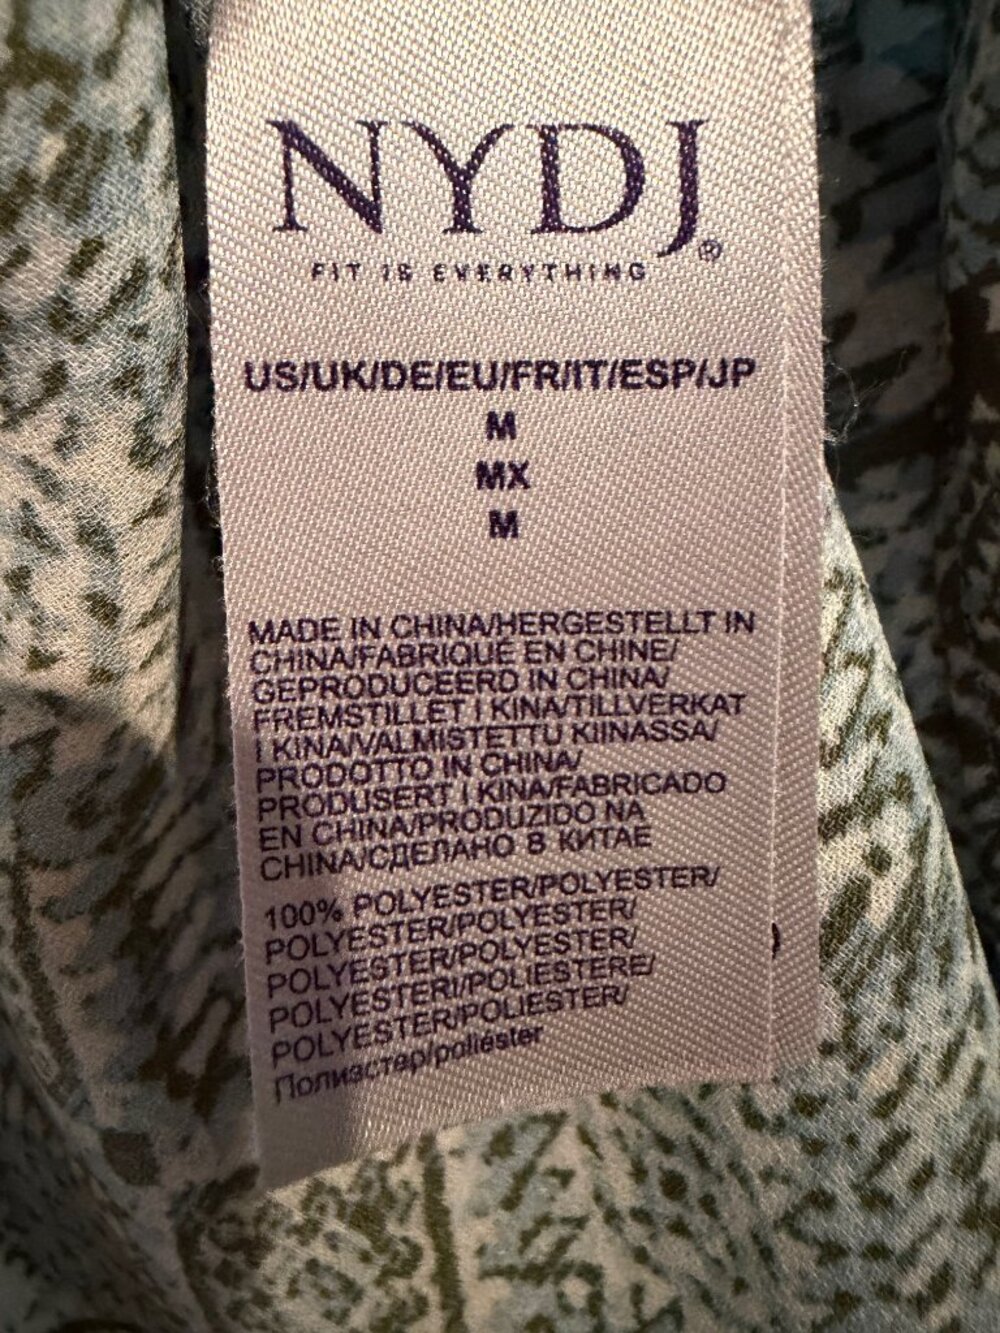 NYDJ®
FIT IS EVERYTHING
US/UK/DE/EU/FR/IT/ESP/JP
M
MX
M
MADE IN CHINA/HERGESTELLT IN
CHINA/FABRIQUÉ EN CHINE/
GEPRODUCEERD IN CHINA/
FREMSTILLET I KINA/TILLVERKAT
I KINA/VALMISTETTU KIINASSA/
PRODOTTO IN CHINA/
PRODUSERT I KINA/FABRICADO
EN CHINA/PRODUZIDO NA
CHINA/СДЕЛАНО В КИТАЕ
100% POLYESTER/POLYESTER/
POLYESTER/POLYESTER/
POLYESTER/POLYESTER/
POLYESTERI/POLIESTERE/
POLYESTER/POLIESTER/
Полиэстер/poliéster